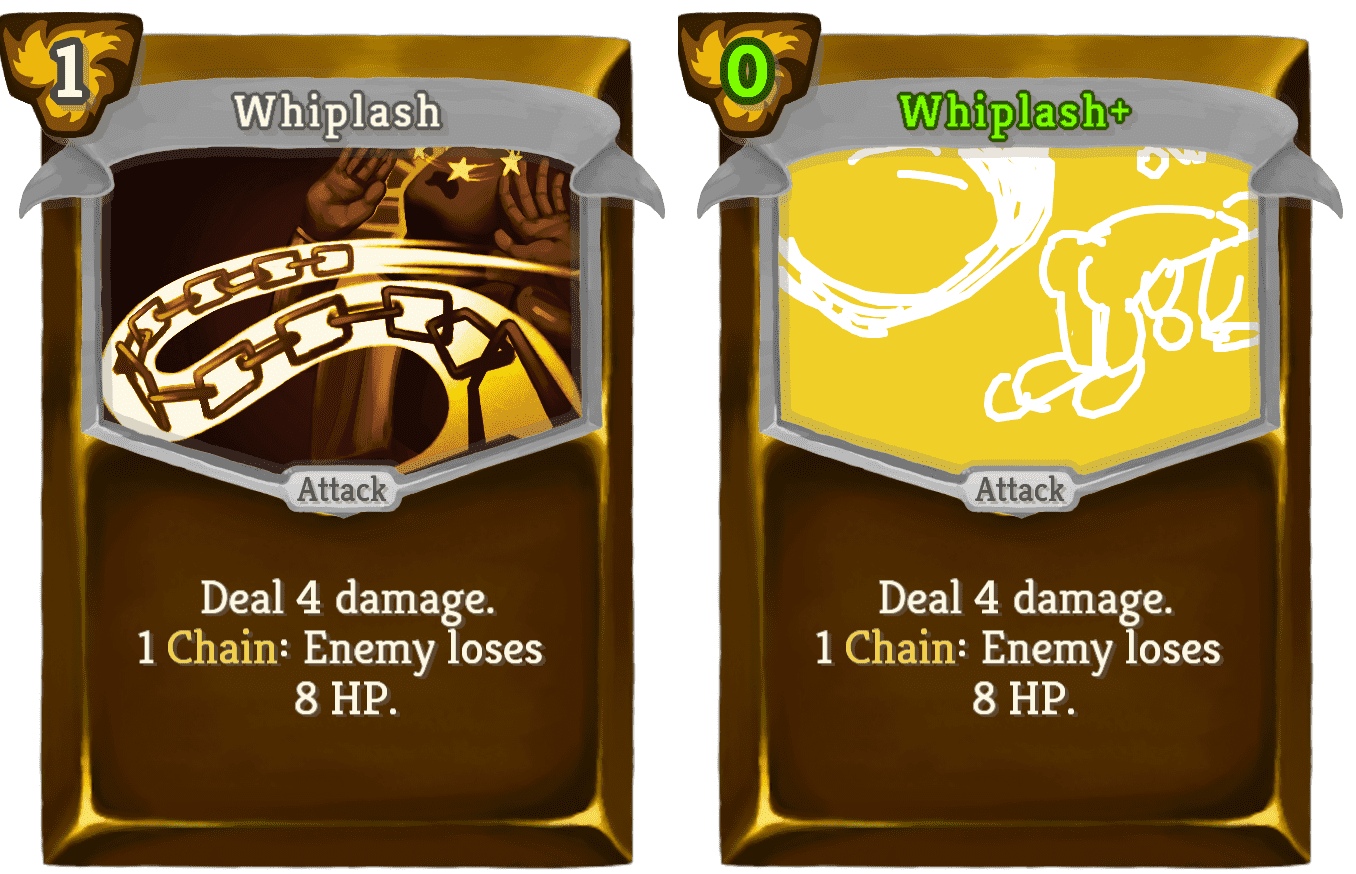 1
Whiplash
Attack
Deal 4 damage.
1 Chain: Enemy loses
8 HP.
0
Whiplash+
Attack
Deal 4 damage.
1 Chain: Enemy loses
8 HP.